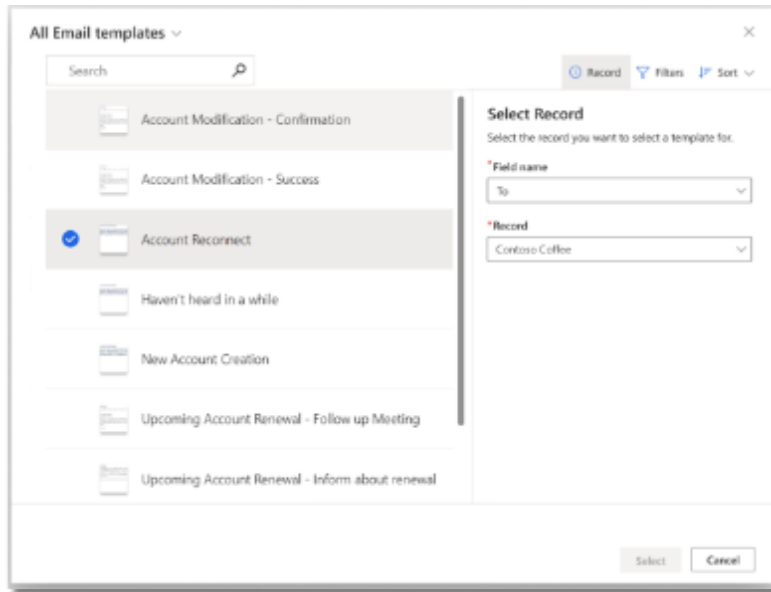 All Email templates
Search
Record Filters Sort
Account Modification - Confirmation
Account Modification - Success
Account Reconnect
Haven't heard in a while
New Account Creation
Upcoming Account Renewal - Follow up Meeting
Upcoming Account Renewal - Inform about renewal
Select Record
Select the record you want to select a template for.
*Field name
To
*Record
Contoso Coffee
Select Cancel